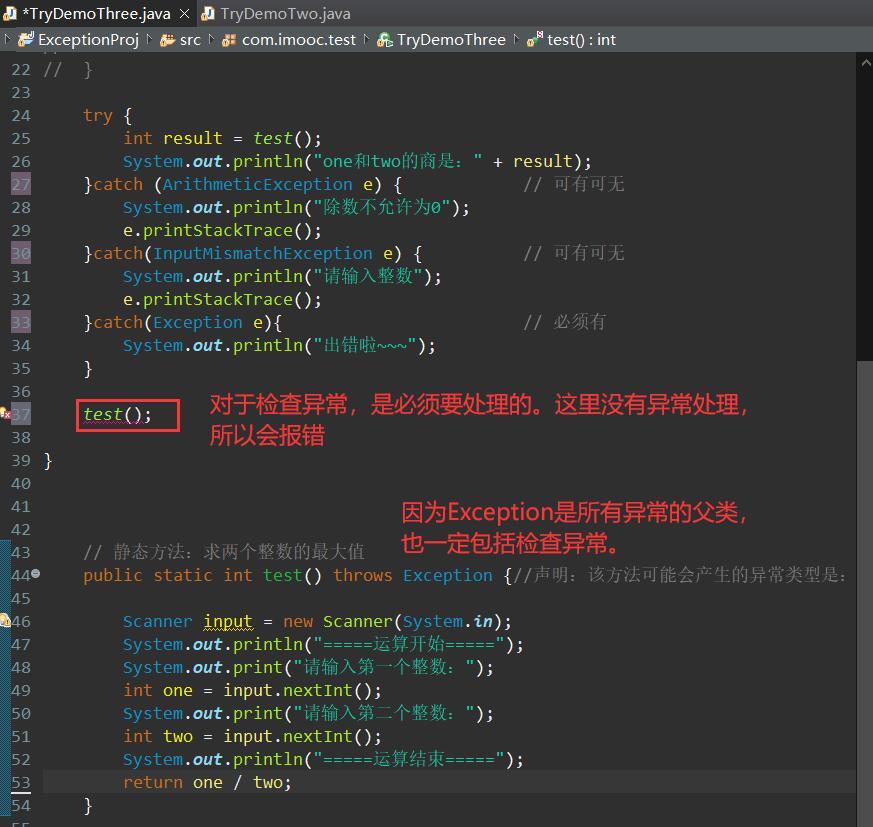 *TryDemoThree.java TryDemoTwo.java
ExceptionProj src com.imooc.test TryDemoThree test() : int
22 // }
23
24 try {
25 int result = test();
26 System.out.println("one和two的商是：" + result);
27 }catch (ArithmeticException e) { // 可有可无
28 System.out.println("除数不允许为0");
29 e.printStackTrace();
30 }catch(InputMismatchException e) { // 可有可无
31 System.out.println("请输入整数");
32 e.printStackTrace();
33 }catch(Exception e){ // 必须有
34 System.out.println("出错啦~~~");
35 }
36
37 test(); 对于检查异常，是必须要处理的。这里没有异常处理，
所以会报错
38
39 }
40
41
因为Exception是所有异常的父类，
42
也一定包括检查异常。
43 // 静态方法：求两个整数的最大值
44 public static int test() throws Exception {//声明：该方法可能会产生的异常类型是：
45
46 Scanner input = new Scanner(System.in);
47 System.out.println("=====运算开始=====");
48 System.out.print("请输入第一个整数：");
49 int one = input.nextInt();
50 System.out.print("请输入第二个整数：");
51 int two = input.nextInt();
52 System.out.println("=====运算结束=====");
53 return one / two;
54 }